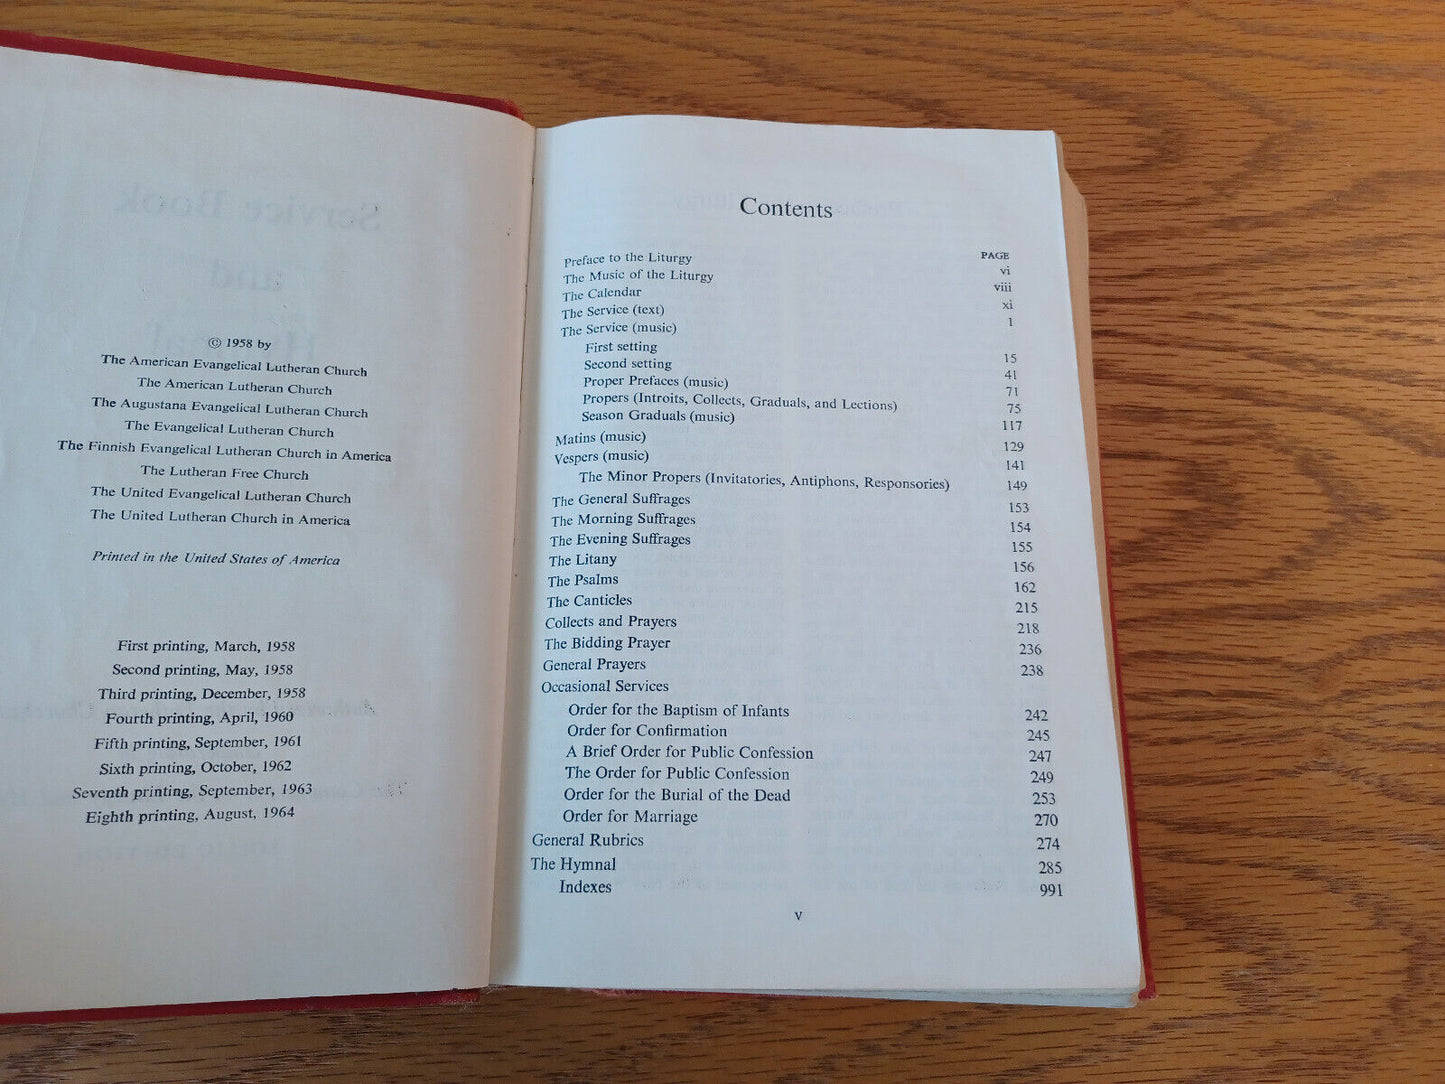 © 1958 by
The American Evangelical Lutheran Church
The American Lutheran Church
The Augustana Evangelical Lutheran Church
The Evangelical Lutheran Church
The Finnish Evangelical Lutheran Church in America
The Lutheran Free Church
The United Evangelical Lutheran Church
The United Lutheran Church in America
Printed in the United States of America
First printing, March, 1958
Second printing, May, 1958
Third printing, December, 1958
Fourth printing, April, 1960
Fifth printing, September, 1961
Sixth printing, October, 1962
Seventh printing, September, 1963
Eighth printing, August, 1964
Contents
PAGE
Preface to the Liturgy vi
The Music of the Liturgy viii
The Calendar xi
The Service (text) 1
The Service (music)
First setting 15
Second setting 41
Proper Prefaces (music) 71
Propers (Introits, Collects, Graduals, and Lections) 75
Season Graduals (music) 117
Matins (music) 129
Vespers (music) 141
The Minor Propers (Invitatories, Antiphons, Responsories) 149
The General Suffrages 153
The Morning Suffrages 154
The Evening Suffrages 155
The Litany 156
The Psalms 162
The Canticles 215
Collects and Prayers 218
The Bidding Prayer 236
General Prayers 238
Occasional Services
Order for the Baptism of Infants 242
Order for Confirmation 245
A Brief Order for Public Confession 247
The Order for Public Confession 249
Order for the Burial of the Dead 253
Order for Marriage 270
General Rubrics 274
The Hymnal 285
Indexes 991
v